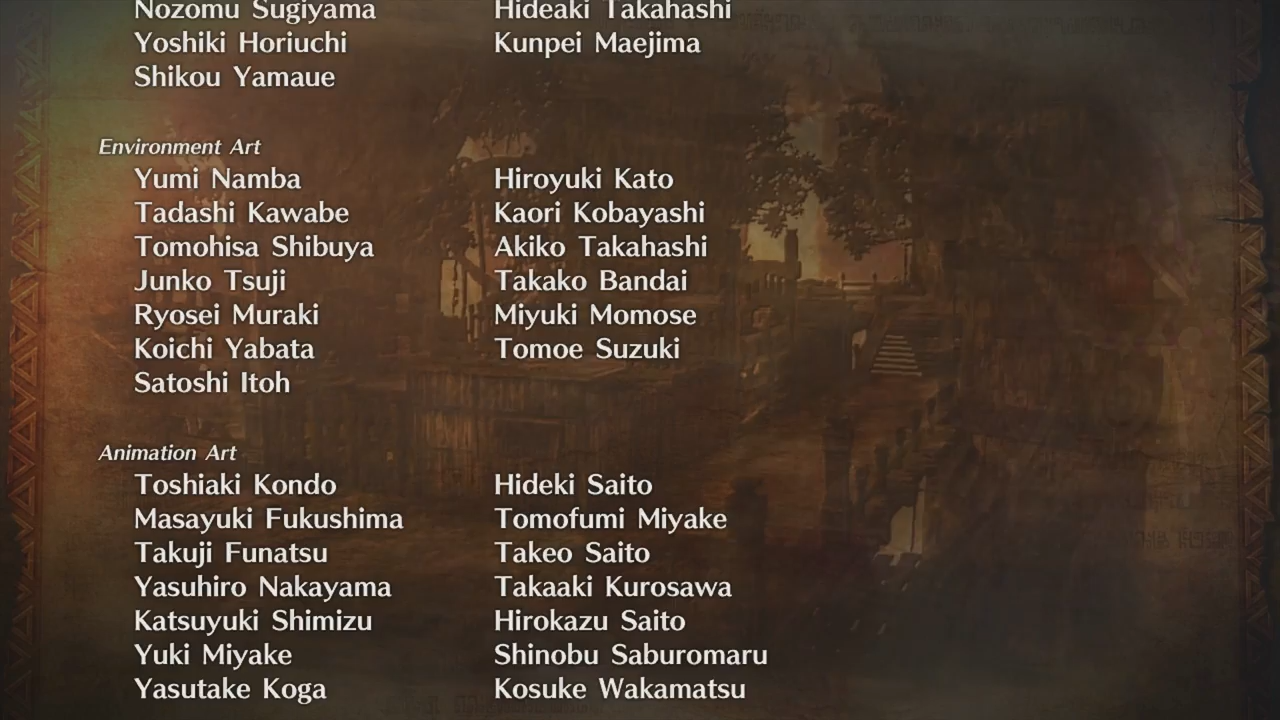 Nozomu Sugiyama Hideaki Takahashi
Yoshiki Horiuchi Kunpei Maejima
Shikou Yamaue
Environment Art
Yumi Namba Hiroyuki Kato
Tadashi Kawabe Kaori Kobayashi
Tomohisa Shibuya Akiko Takahashi
Junko Tsuji Takako Bandai
Ryosei Muraki Miyuki Momose
Koichi Yabata Tomoe Suzuki
Satoshi Itoh
Animation Art
Toshiaki Kondo Hideki Saito
Masayuki Fukushima Tomofumi Miyake
Takuji Funatsu Takeo Saito
Yasuhiro Nakayama Takaaki Kurosawa
Katsuyuki Shimizu Hirokazu Saito
Yuki Miyake Shinobu Saburomaru
Yasutake Koga Kosuke Wakamatsu